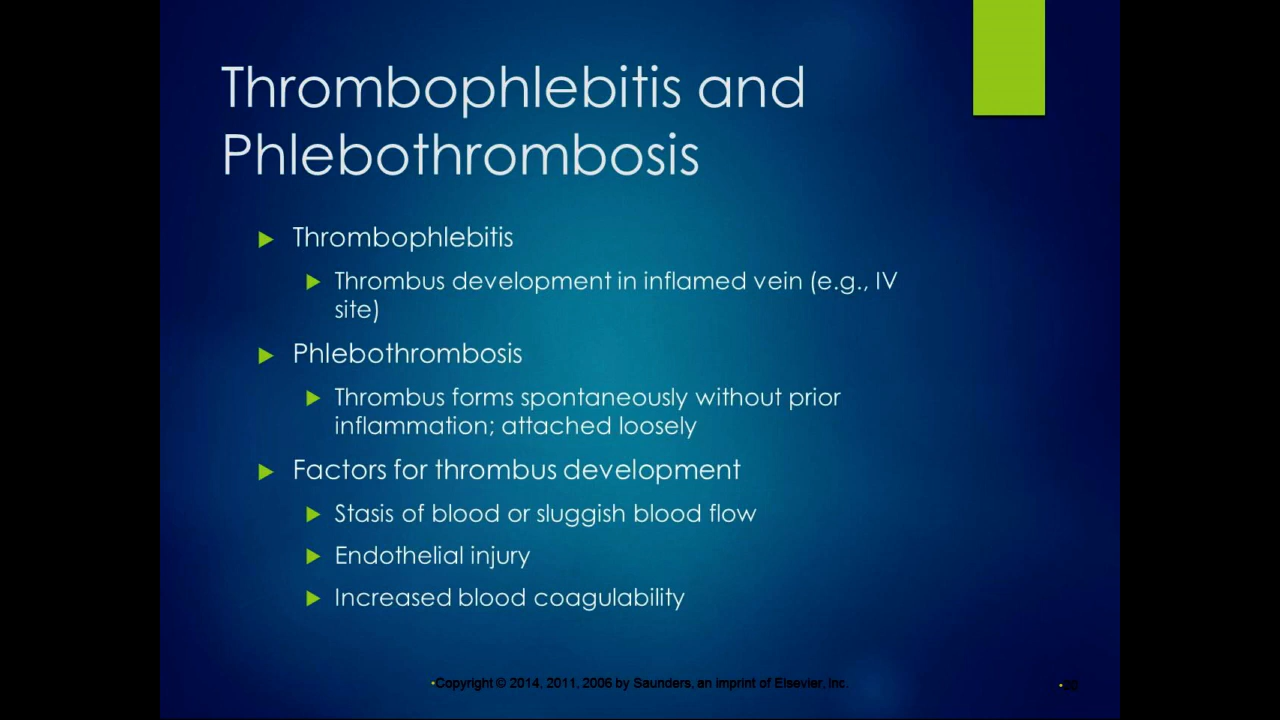 Thrombophlebitis and
Phlebothrombosis
Thrombophlebitis
Thrombus development in inflamed vein (e.g., IV
site)
Phlebothrombosis
Thrombus forms spontaneously without prior
inflammation; attached loosely
Factors for thrombus development
Stasis of blood or sluggish blood flow
Endothelial injury
Increased blood coagulability
•Copyright © 2014, 2011, 2006 by Saunders, an imprint of Elsevier, Inc.